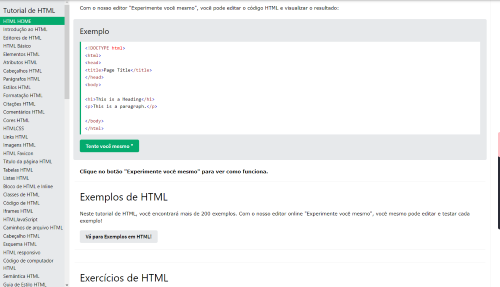 Tutorial de HTML
HTML HOME
Introdução ao HTML
Editores de HTML
HTML Básico
Elementos HTML
Atributos HTML
Cabeçalhos HTML
Parágrafos HTML
Estilos HTML
Formatação HTML
Citações HTML
Comentários HTML
Cores HTML
HTMLCSS
Links HTML
Imagens HTML
HTML Favicon
Título da página HTML
Tabelas HTML
Listas HTML
Bloco de HTML e Inline
Classes de HTML
Código de HTML
Iframes HTML
HTMLJavaScript
Caminhos de arquivo HTML
Cabeçalho HTML
Esquema HTML
HTML responsivo
Código de computador
HTML
Semântica HTML
Guia de Estilo HTML
Com o nosso editor "Experimente você mesmo", você pode editar o código HTML e visualizar o resultado:
Exemplo
<!DOCTYPE html>
<html>
<head>
<title>Page Title</title>
</head>
<body>
<h1>This is a Heading</h1>
<p>This is a paragraph.</p>
</body>
</html>
Tente você mesmo "
Clique no botão "Experimente você mesmo" para ver como funciona.
Exemplos de HTML
Neste tutorial de HTML, você encontrará mais de 200 exemplos. Com o nosso editor online "Experimente você mesmo", você mesmo pode editar e testar cada
exemplo!
Vá para Exemplos em HTML!
Exercícios de HTML